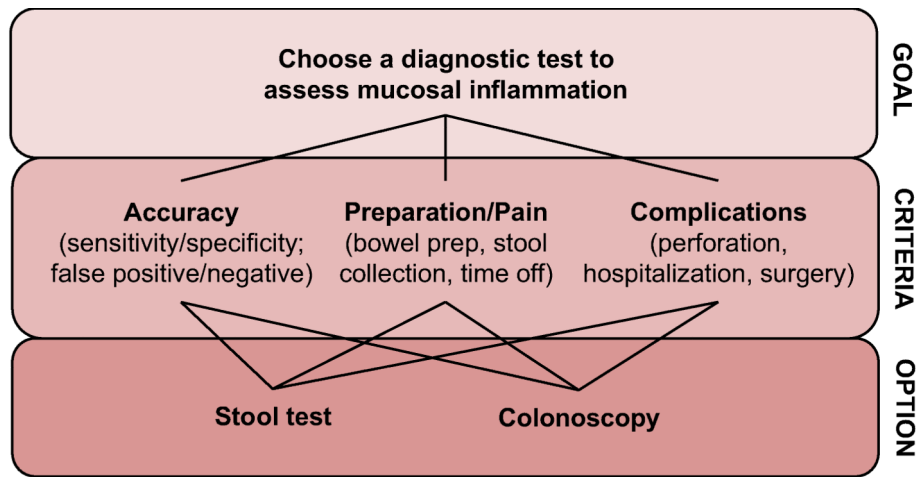 Choose a diagnostic test to
assess mucosal inflammation
GOAL
Accuracy
(sensitivity/specificity;
false positive/negative)
Preparation/Pain
(bowel prep, stool
collection, time off)
Complications
(perforation,
hospitalization, surgery)
CRITERIA
Stool test
Colonoscopy
OPTION